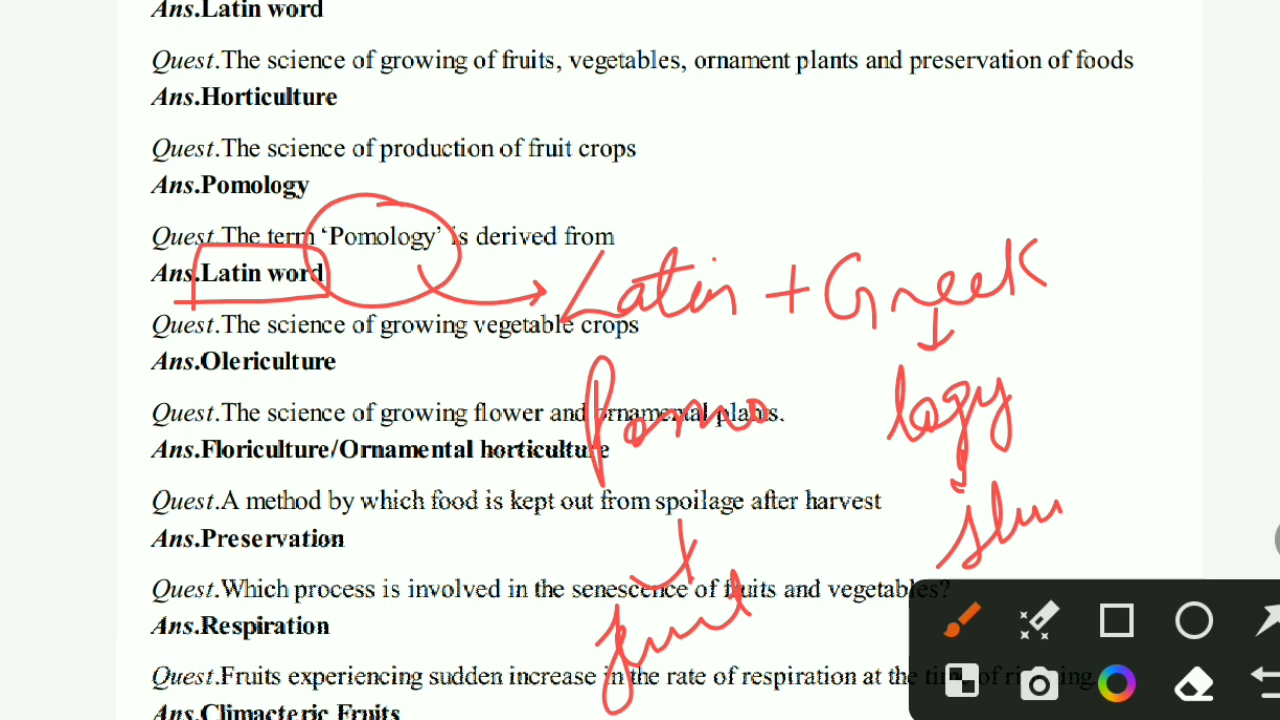 Ans.Latin word
Quest.The science of growing of fruits, vegetables, ornament plants and preservation of foods
Ans.Horticulture
Quest.The science of production of fruit crops
Ans.Pomology
Quest.The term ‘Pomology’ is derived from
Ans.Latin word
Latin + Greek
Quest.The science of growing vegetable crops
Ans.Olericulture
Pomo logy
Quest.The science of growing flower and ornamental plants.
Ans.Floriculture/Ornamental horticulture
Quest.A method by which food is kept out from spoilage after harvest
Ans.Preservation
Quest.Which process is involved in the senescence of fruits and vegetables?
Ans.Respiration
fruit
Quest.Fruits experiencing sudden increase in the rate of respiration at the time of ripening.
Ans.Climacteric Fruits